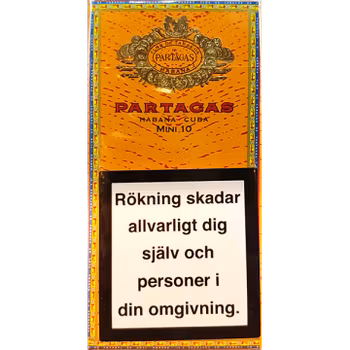 PARTAGAS
HABANA
PARTAGAS
HABANA - CUBA
MINI 10
Rökning skadar
allvarligt dig
själv och
personer i
din omgivning.